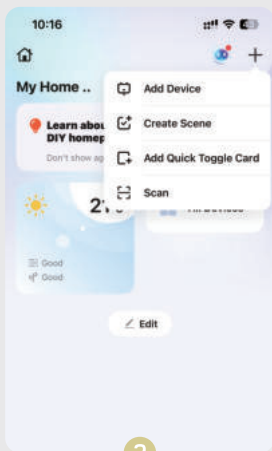 10:16
My Home ..
Add Device
Learn abou
Create Scene
DIY homep
Don't show ag
Add Quick Toggle Card
Scan
Good
Good
Edit